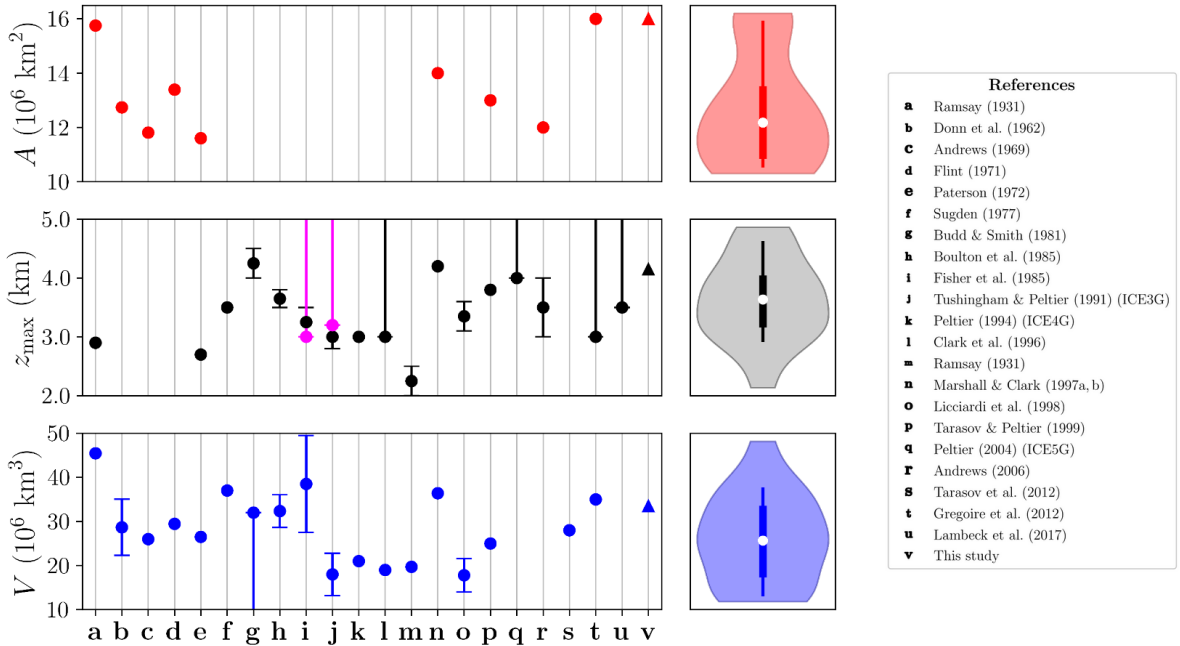 16
14
12
10
A (10⁶ km²)
5.0
4.0
3.0
2.0
z_max (km)
50
40
30
20
10
V (10⁶ km³)
a b c d e f g h i j k l m n o p q r s t u v
References
a Ramsay (1931)
b Donn et al. (1962)
c Andrews (1969)
d Flint (1971)
e Paterson (1972)
f Sugden (1977)
g Budd & Smith (1981)
h Boulton et al. (1985)
i Fisher et al. (1985)
j Tushingham & Peltier (1991) (ICE3G)
k Peltier (1994) (ICE4G)
l Clark et al. (1996)
m Ramsay (1931)
n Marshall & Clark (1997a, b)
o Licciardi et al. (1998)
p Tarasov & Peltier (1999)
q Peltier (2004) (ICE5G)
r Andrews (2006)
s Tarasov et al. (2012)
t Gregoire et al. (2012)
u Lambeck et al. (2017)
v This study